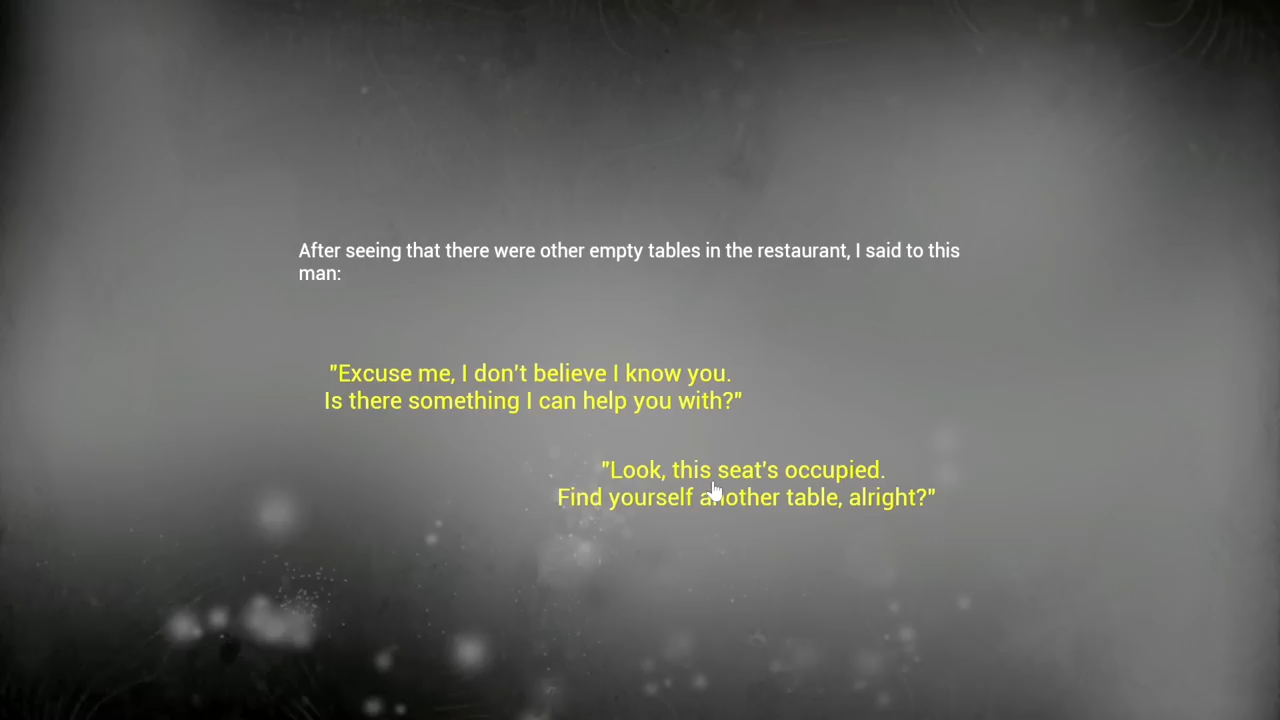 After seeing that there were other empty tables in the restaurant, I said to this
man:
"Excuse me, I don't believe I know you.
Is there something I can help you with?"
"Look, this seat's occupied.
Find yourself another table, alright?"